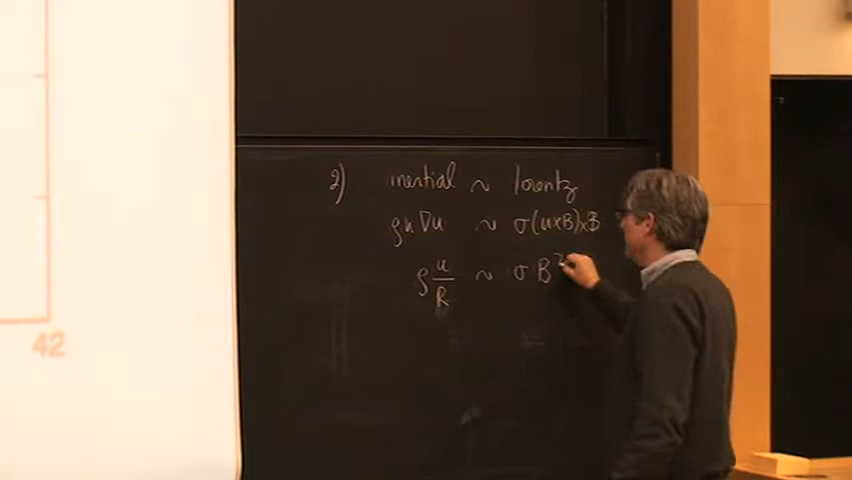 2) inertial ~ lorentz
ρu∇u ~ σ(u×B)×B
ρ u/R ~ σ B²
42